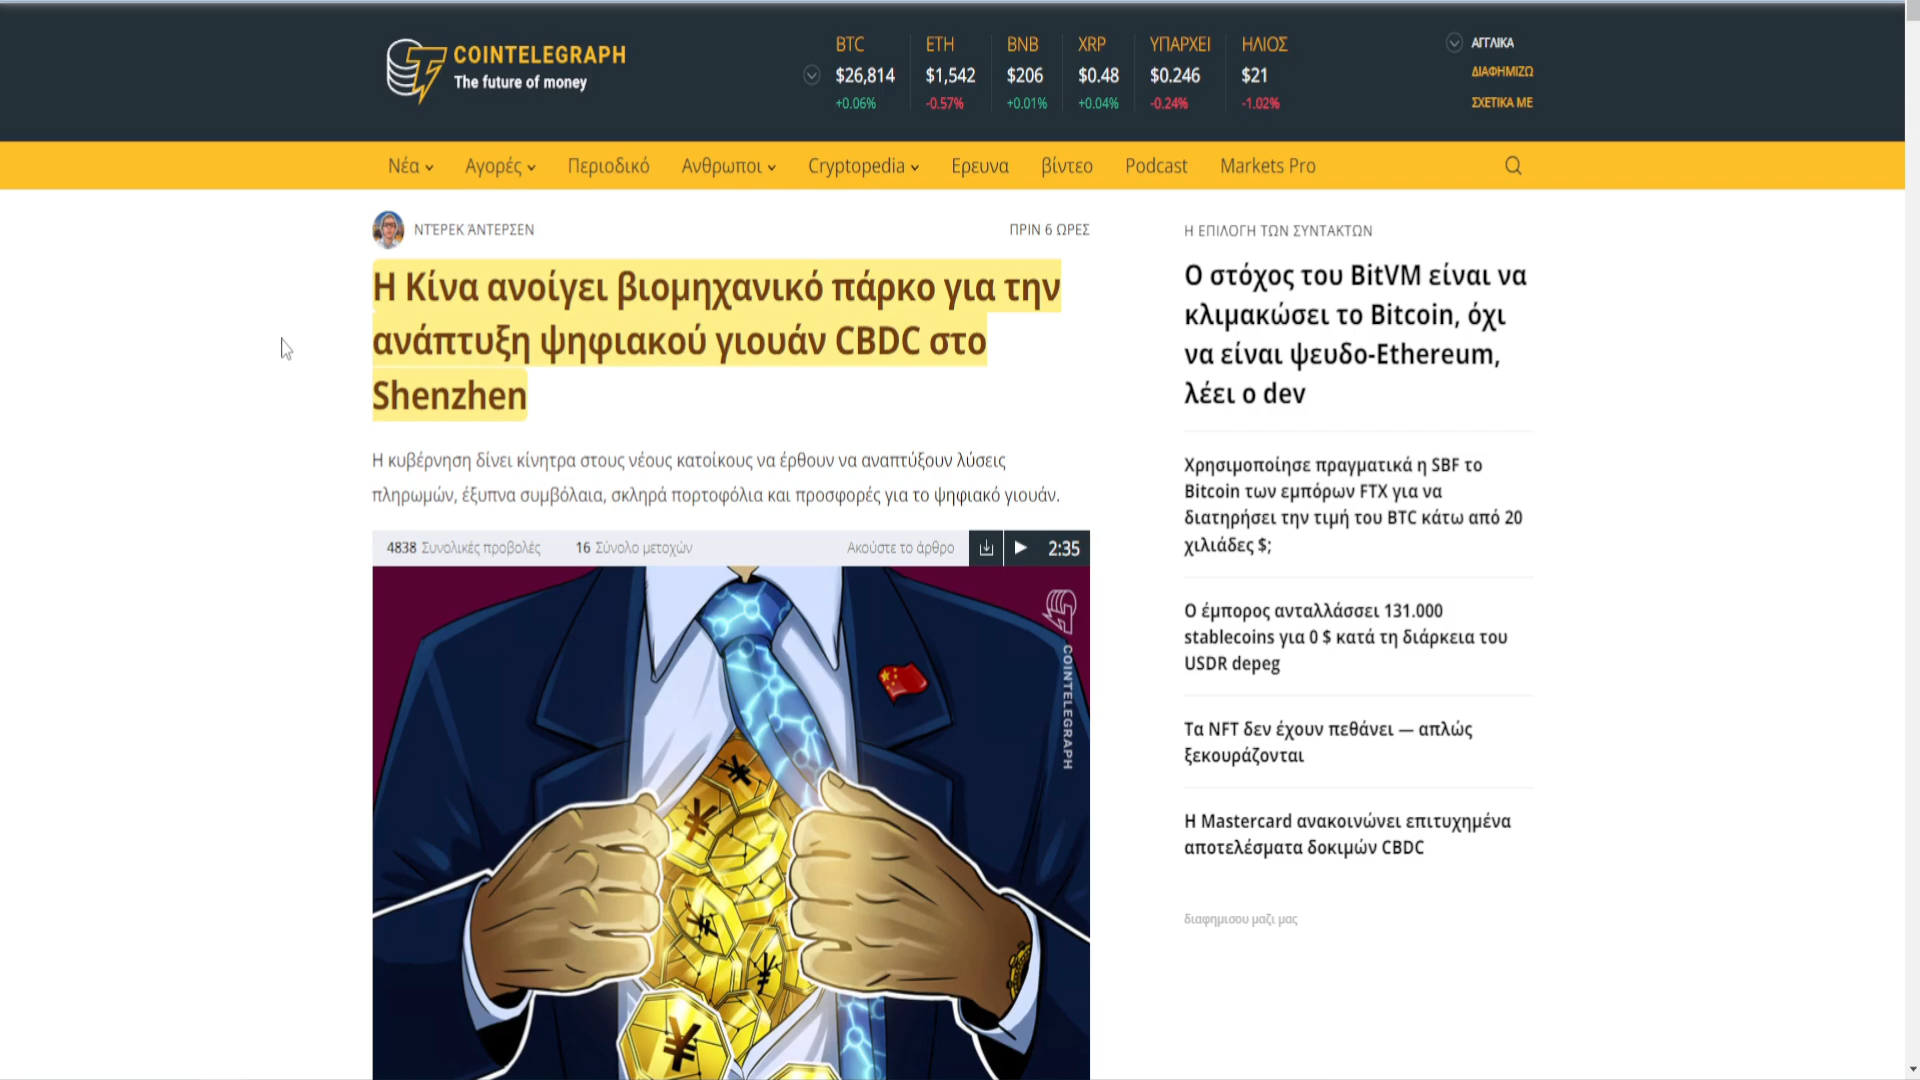 COINTELEGRAPH
The future of money
BTC
$26,814
+0.06%
ETH
$1,542
-0.57%
BNB
$206
+0.01%
XRP
$0.48
+0.04%
ΥΠΑΡΧΕΙ
$0.246
-0.24%
ΗΛΙΟΣ
$21
-1.02%
ΑΓΓΛΙΚΑ
ΔΙΑΦΗΜΙΖΩ
ΣΧΕΤΙΚΑ ΜΕ
Νέα Αγορές Περιοδικό Ανθρωποι Cryptopedia Ερευνα βίντεο Podcast Markets Pro
ΝΤΈΡΕΚ ΆΝΤΕΡΣΕΝ
ΠΡΙΝ 6 ΩΡΕΣ
Η Κίνα ανοίγει βιομηχανικό πάρκο για την
ανάπτυξη ψηφιακού γιουάν CBDC στο
Shenzhen
Η κυβέρνηση δίνει κίνητρα στους νέους κατοίκους να έρθουν να αναπτύξουν λύσεις
πληρωμών, έξυπνα συμβόλαια, σκληρά πορτοφόλια και προσφορές για το ψηφιακό γιουάν.
4838 Συνολικές προβολές 16 Σύνολο μετοχών Ακούστε το άρθρο 2:35
COINTELEGRAPH
Η ΕΠΙΛΟΓΗ ΤΩΝ ΣΥΝΤΑΚΤΩΝ
Ο στόχος του BitVM είναι να
κλιμακώσει το Bitcoin, όχι
να είναι ψευδο-Ethereum,
λέει ο dev
Χρησιμοποίησε πραγματικά η SBF το
Bitcoin των εμπόρων FTX για να
διατηρήσει την τιμή του BTC κάτω από 20
χιλιάδες $;
Ο έμπορος ανταλλάσσει 131.000
stablecoins για 0 $ κατά τη διάρκεια του
USDR depeg
Τα NFT δεν έχουν πεθάνει — απλώς
ξεκουράζονται
Η Mastercard ανακοινώνει επιτυχημένα
αποτελέσματα δοκιμών CBDC
διαφημισου μαζι μας